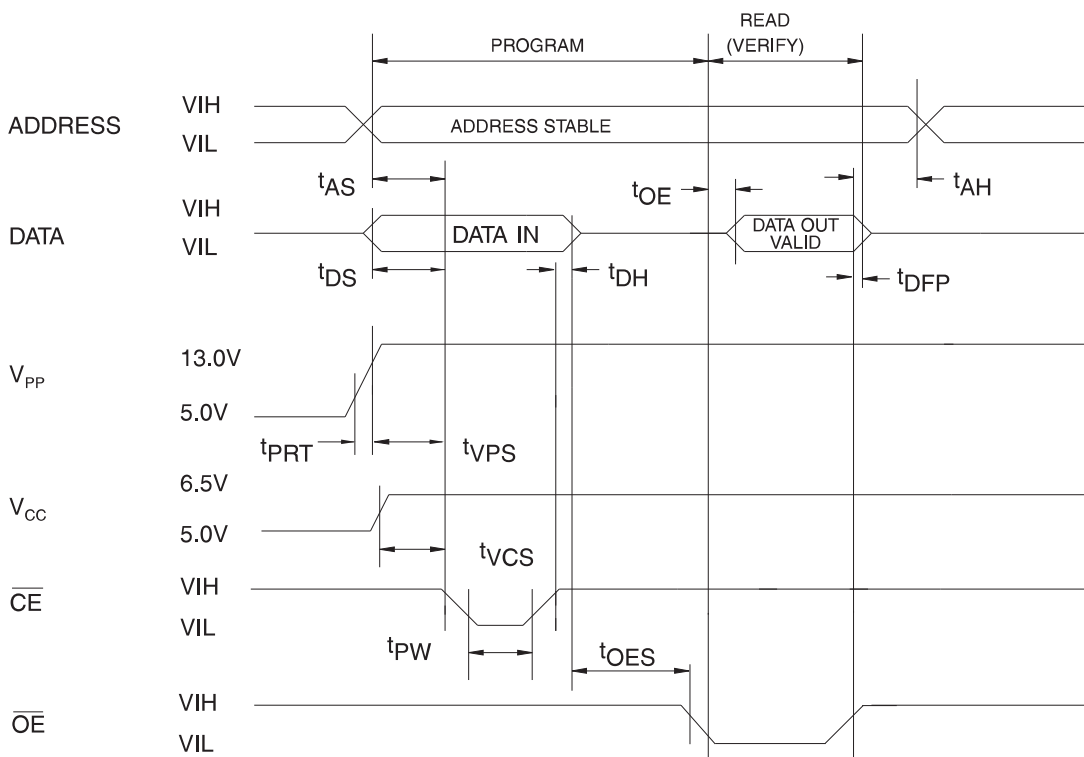 READ
PROGRAM (VERIFY)
ADDRESS VIH
VIL
ADDRESS STABLE
tAS tOE tAH
DATA VIH
VIL
DATA IN
DATA OUT
VALID
tDS tDH tDFP
VPP 13.0V
5.0V
tPRT tVPS
VCC 6.5V
5.0V
tVCS
CE VIH
VIL
tPW tOES
OE VIH
VIL